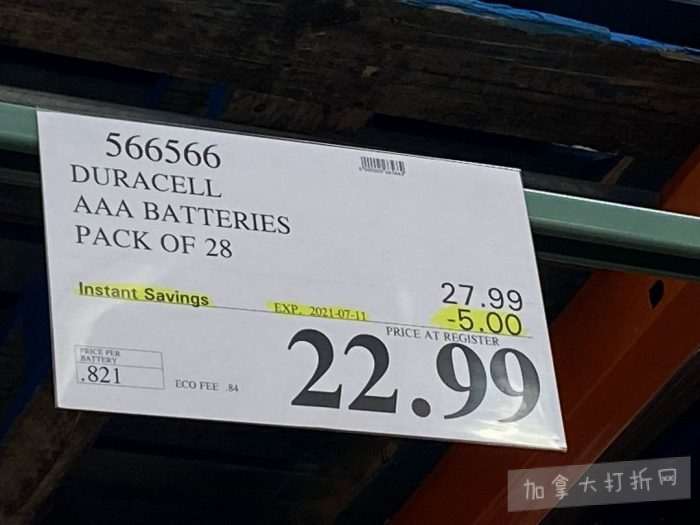 566566
DURACELL
AAA BATTERIES
PACK OF 28
27.99
Instant Savings EXP. 2021-07-11 -5.00
PRICE AT REGISTER
22.99
PRICE PER
BATTERY
.821
ECO FEE .84
加拿大打折网